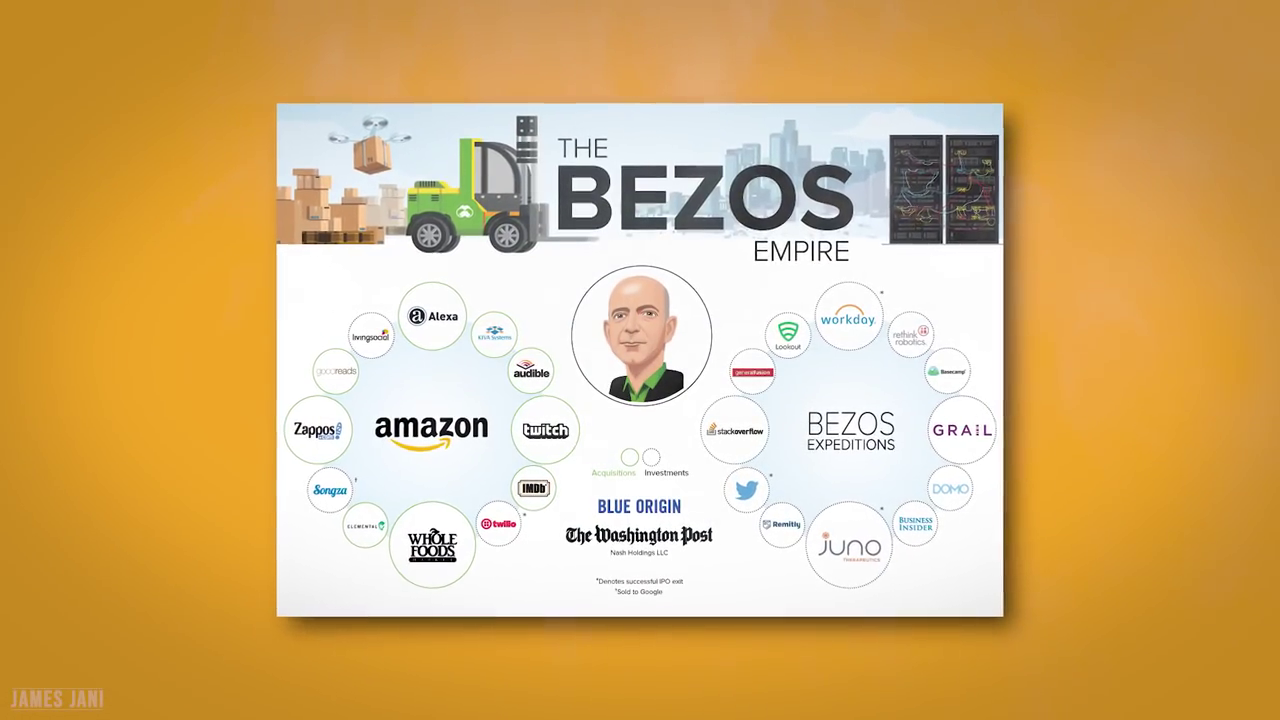 THE
BEZOS
EMPIRE
Alexa
livingsocial
KIVA Systems
goodreads
audible
Zappos
amazon
twitch
Songza
†
IMDb
ELEMENTAL
twilio
*
WHOLE
FOODS
MARKET
Acquisitions
Investments
BLUE ORIGIN
The Washington Post
Nash Holdings LLC
*Denotes successful IPO exit
†Sold to Google
workday.
*
Lookout
rethink
robotics.
generalfusion
Basecamp
stackoverflow
BEZOS
EXPEDITIONS
GRAIL
*
DOMO
Remitly
BUSINESS
INSIDER
*
JUNO
THERAPEUTICS
JAMES JANI